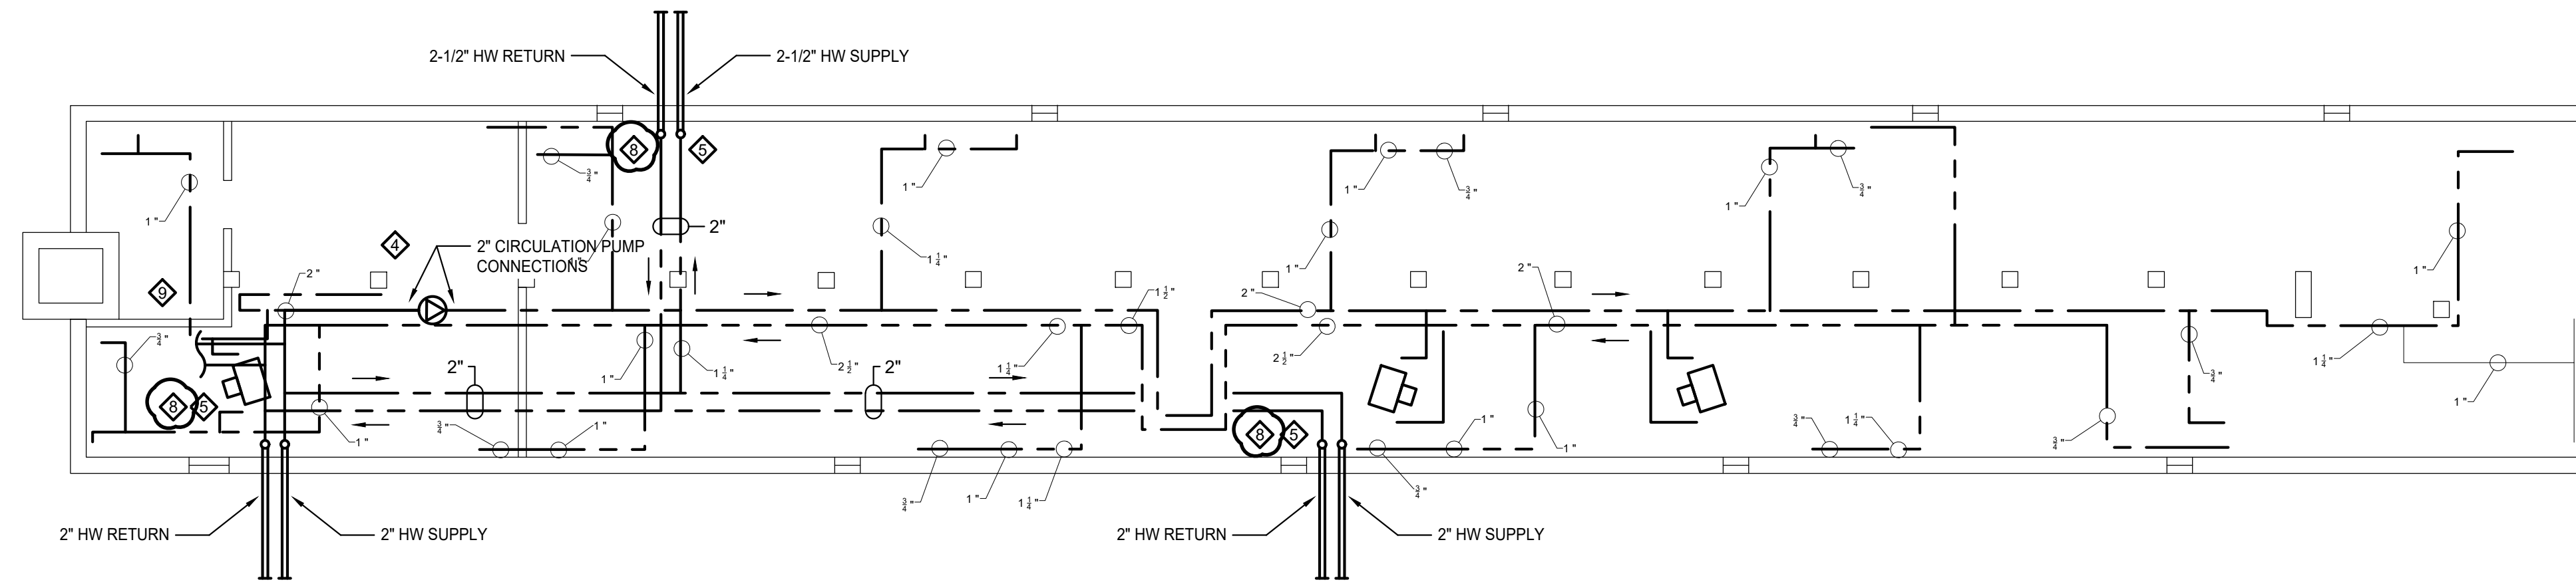 2-1/2" HW RETURN
2-1/2" HW SUPPLY
8
5
1 "
3/4 "
1 "
1 "
3/4 "
1 "
3/4 "
1 "
2"
4
2" CIRCULATION PUMP
CONNECTIONS
1 "
1 1/4 "
1 "
1 "
9
2 "
1 1/2 "
2 "
2 "
3/4 "
2"
1 "
1 1/4 "
2 1/2 "
2"
1 1/4 "
2 1/2 "
3/4 "
1 1/4 "
1 "
8
5
1 "
3/4 "
1 "
8
5
1 "
1 "
3/4 "
1 1/4 "
3/4 "
3/4 "
1 "
1 1/4 "
3/4 "
2" HW RETURN
2" HW SUPPLY
2" HW RETURN
2" HW SUPPLY